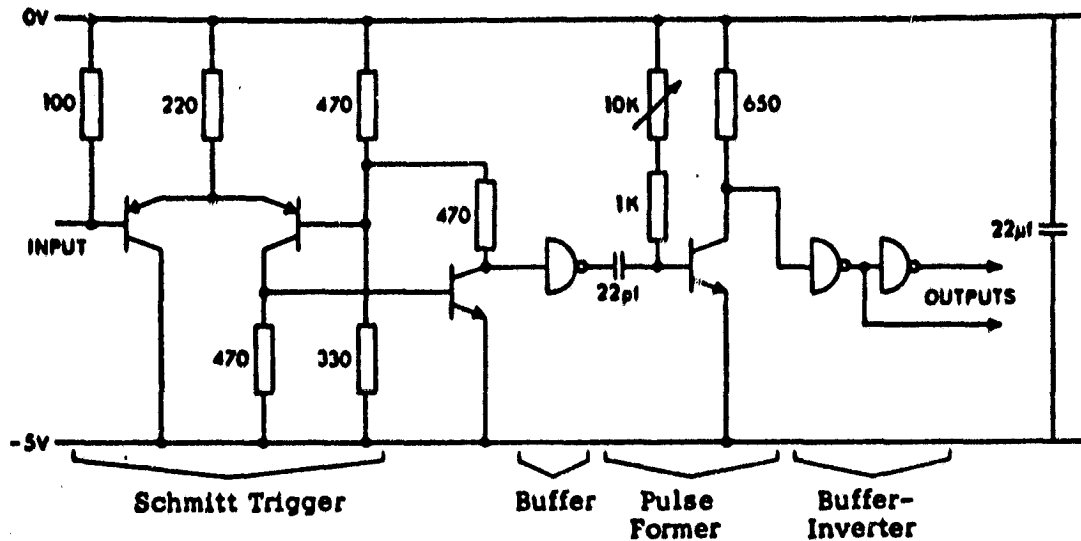 0V
100
220
470
10K
650
470
1K
22µf
INPUT
22pf
OUTPUTS
470
330
-5V
Schmitt Trigger
Buffer
Pulse
Former
Buffer-
Inverter